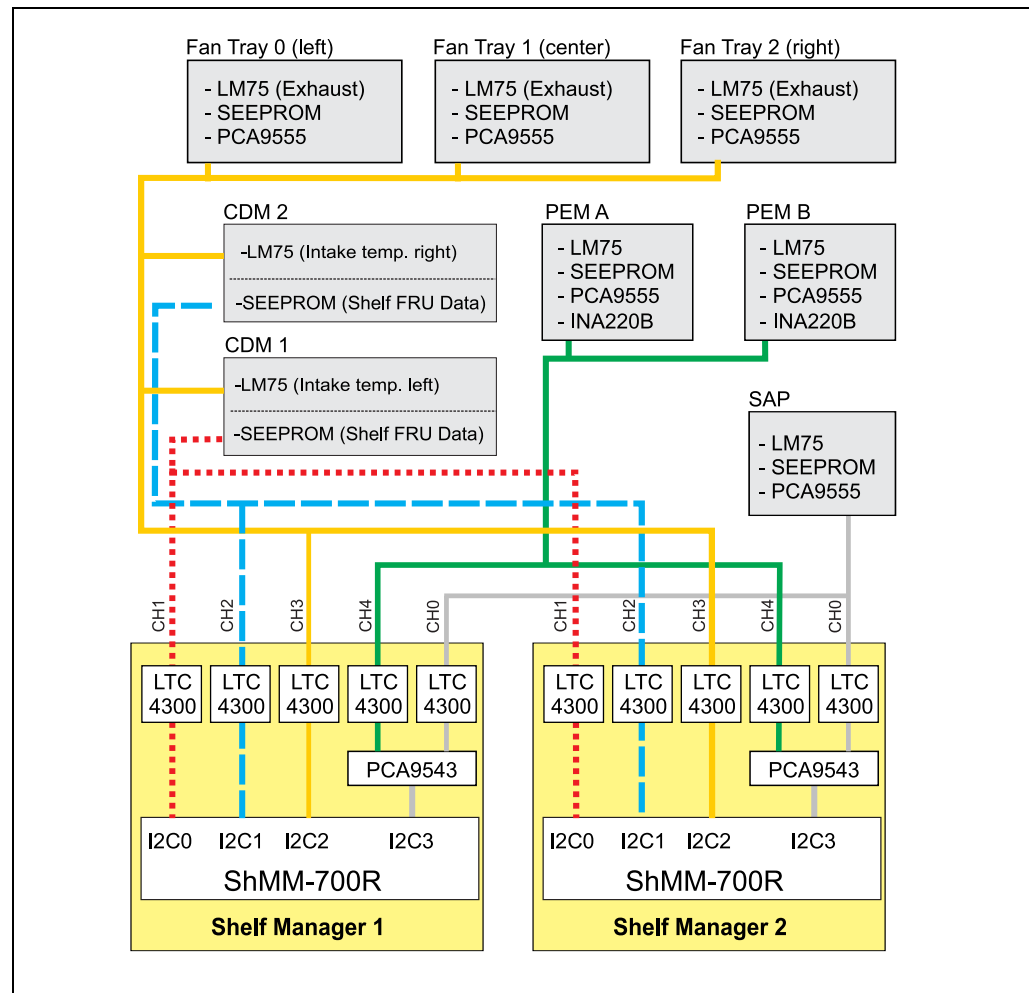 Fan Tray 0 (left)
Fan Tray 1 (center)
Fan Tray 2 (right)
- LM75 (Exhaust)
- SEEPROM
- PCA9555
- LM75 (Exhaust)
- SEEPROM
- PCA9555
- LM75 (Exhaust)
- SEEPROM
- PCA9555
CDM 2
-LM75 (Intake temp. right)
-SEEPROM (Shelf FRU Data)
PEM A
- LM75
- SEEPROM
- PCA9555
- INA220B
PEM B
- LM75
- SEEPROM
- PCA9555
- INA220B
CDM 1
-LM75 (Intake temp. left)
-SEEPROM (Shelf FRU Data)
SAP
- LM75
- SEEPROM
- PCA9555
CH1
CH2
CH3
CH4
CH0
CH1
CH2
CH3
CH4
CH0
LTC
4300
LTC
4300
LTC
4300
LTC
4300
LTC
4300
PCA9543
I2C0
I2C1
I2C2
I2C3
ShMM-700R
Shelf Manager 1
LTC
4300
LTC
4300
LTC
4300
LTC
4300
LTC
4300
PCA9543
I2C0
I2C1
I2C2
I2C3
ShMM-700R
Shelf Manager 2